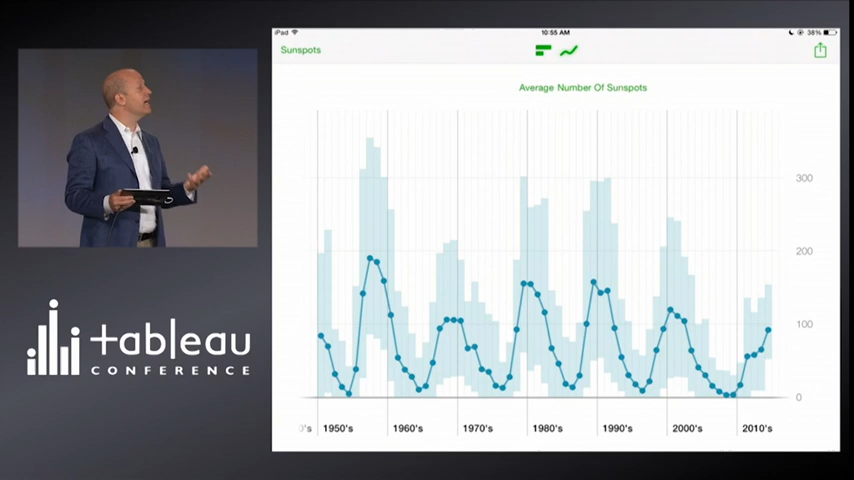 iPad
10:55 AM
38%
Sunspots
Average Number Of Sunspots
300
200
100
0
0's
1950's
1960's
1970's
1980's
1990's
2000's
2010's
+ableau
CONFERENCE